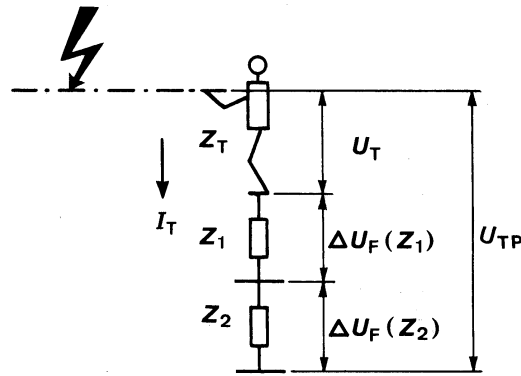 Z_T
U_T
I_T
Z_1
ΔU_F(Z_1)
U_TP
Z_2
ΔU_F(Z_2)